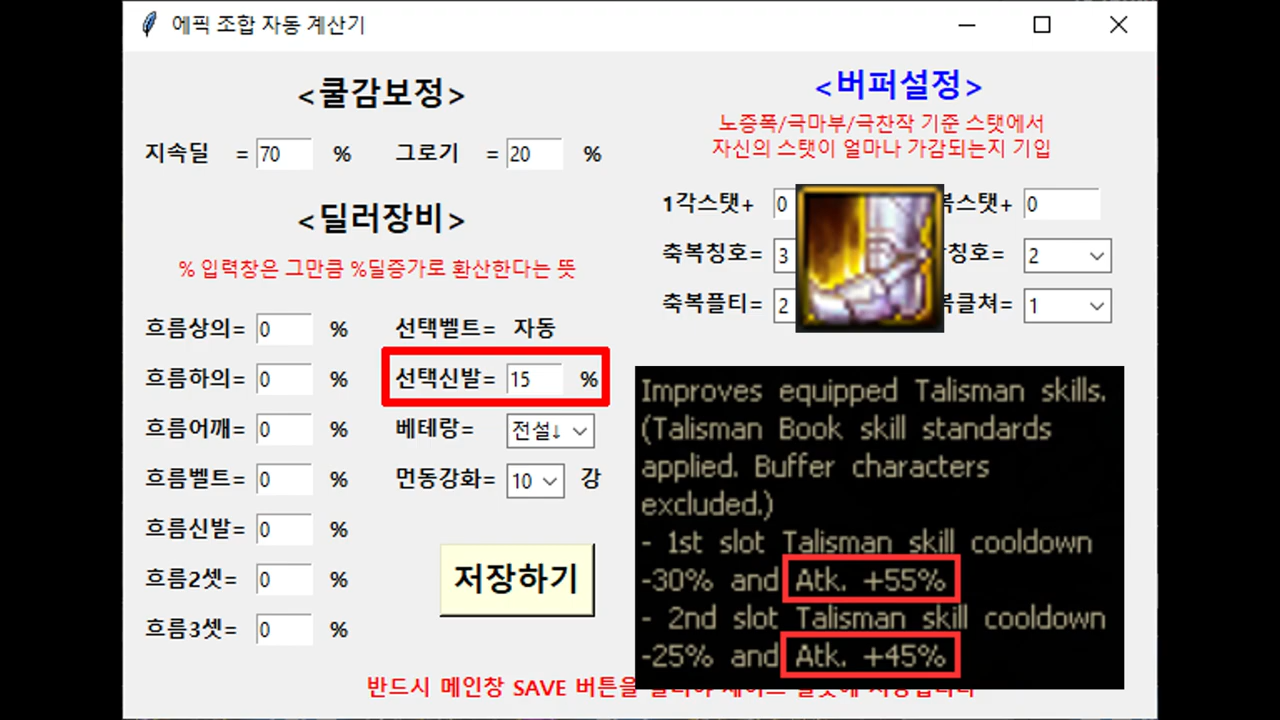 에픽 조합 자동 계산기
<쿨감보정>
지속딜 = 70 % 그로기 = 20 %
<딜러장비>
% 입력창은 그만큼 %딜증가로 환산한다는 뜻
흐름상의= 0 % 선택벨트= 자동
흐름하의= 0 % 선택신발= 15 %
흐름어깨= 0 % 베테랑= 전설↓
흐름벨트= 0 % 먼동강화= 10 강
흐름신발= 0 %
흐름2셋= 0 %
흐름3셋= 0 %
저장하기
<버퍼설정>
노증폭/극마부/극찬작 기준 스탯에서
자신의 스탯이 얼마나 가감되는지 기입
1각스탯+ 0 스탯+ 0
축복칭호= 3 칭호= 2
축복플티= 2 클쳐= 1
Improves equipped Talisman skills.
(Talisman Book skill standards
applied. Buffer characters
excluded.)
- 1st slot Talisman skill cooldown
-30% and Atk. +55%
- 2nd slot Talisman skill cooldown
-25% and Atk. +45%
반드시 메인창 SAVE 버튼을